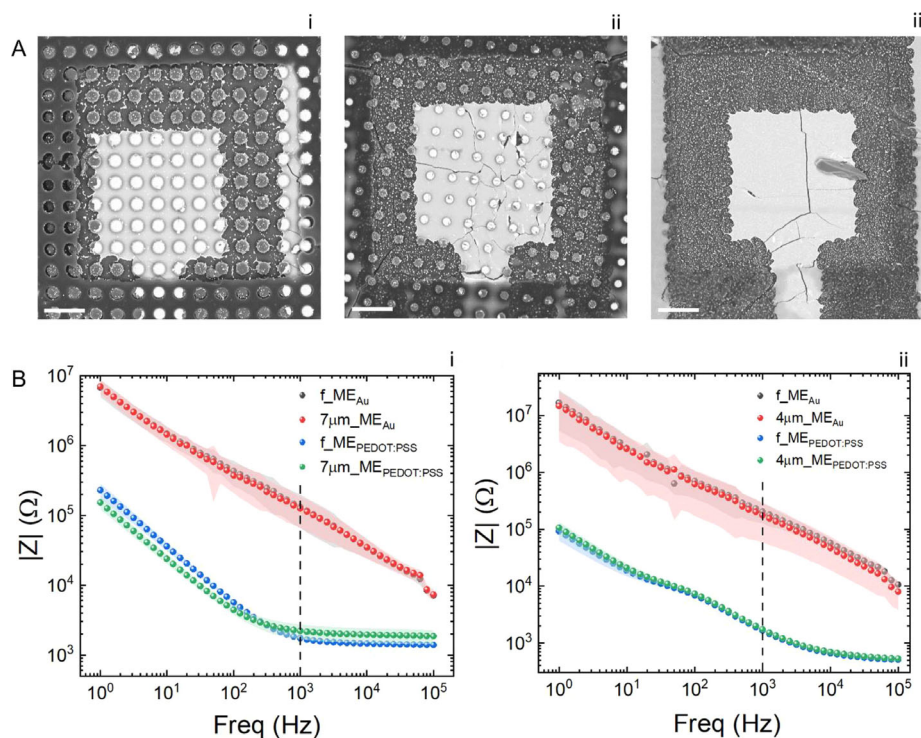 A
i
ii
ii
B
i
10⁷
10⁶
10⁵
10⁴
10³
|Z| (Ω)
f_ME_Au
7μm_ME_Au
f_ME_PEDOT:PSS
7μm_ME_PEDOT:PSS
10⁰ 10¹ 10² 10³ 10⁴ 10⁵
Freq (Hz)
ii
10⁷
10⁶
10⁵
10⁴
10³
|Z| (Ω)
f_ME_Au
4μm_ME_Au
f_ME_PEDOT:PSS
4μm_ME_PEDOT:PSS
10⁰ 10¹ 10² 10³ 10⁴ 10⁵
Freq (Hz)